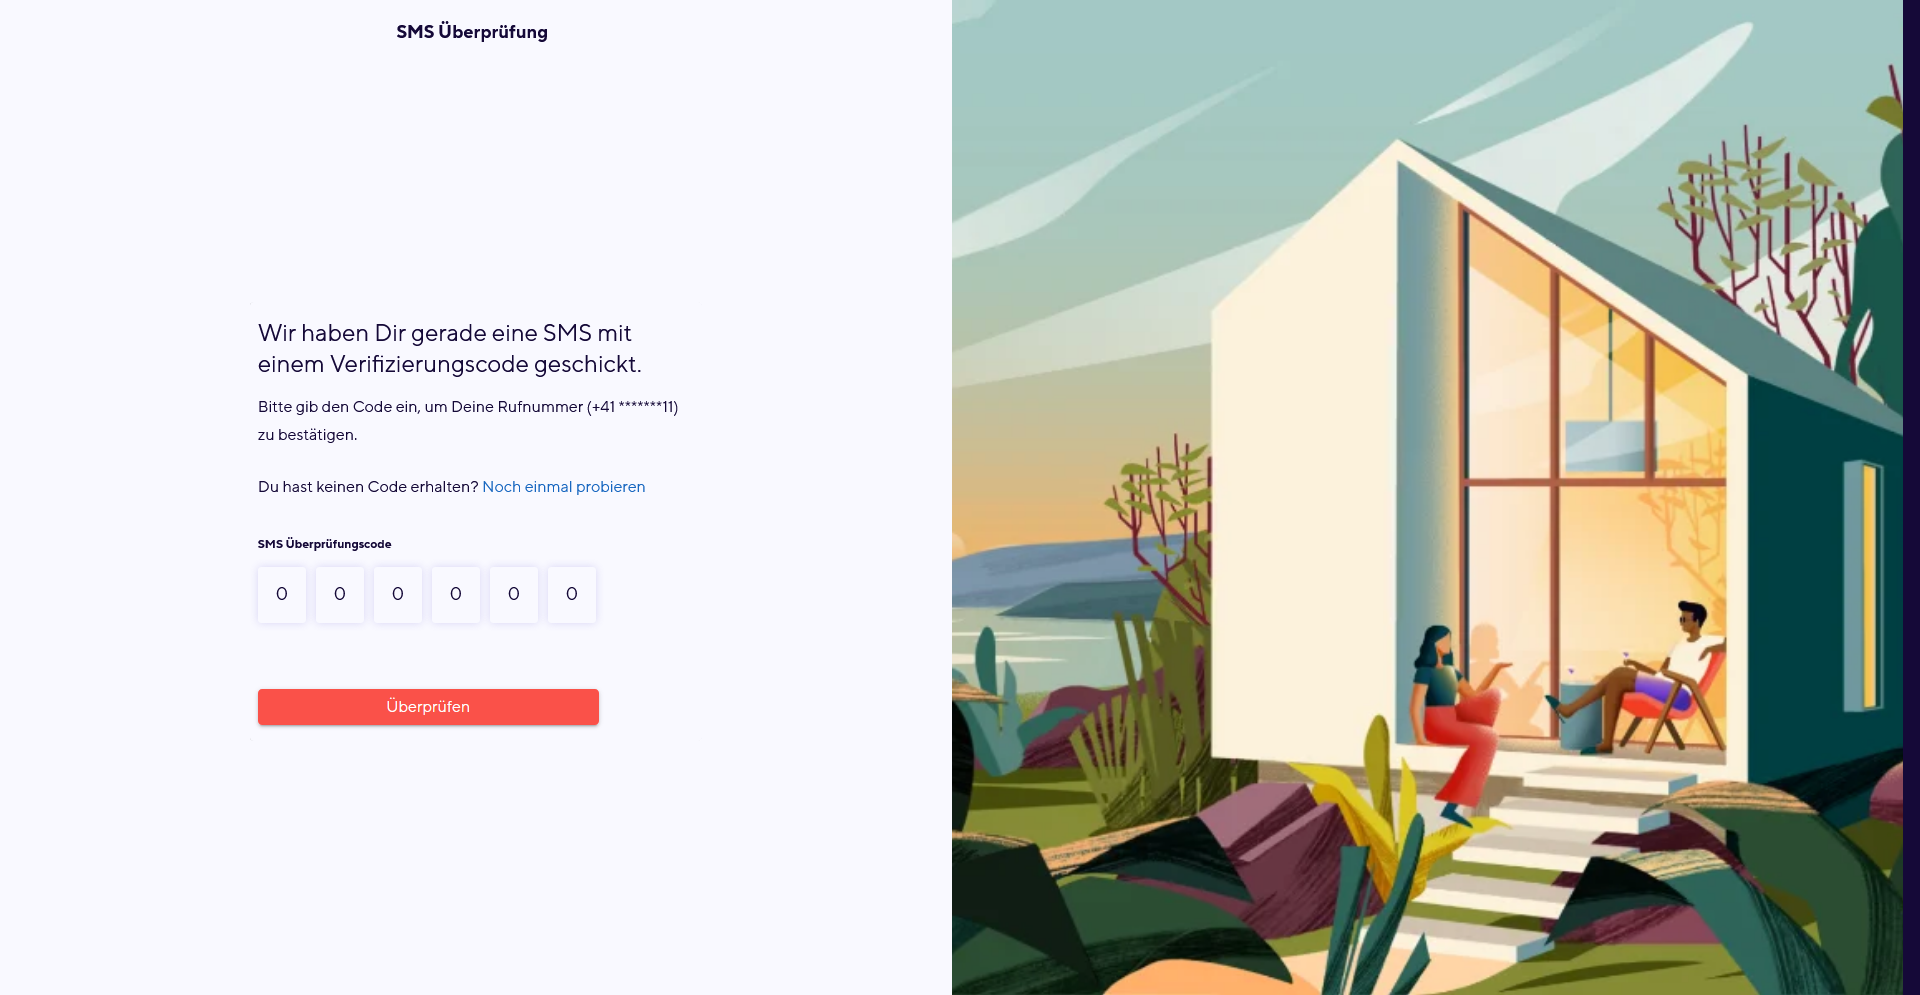 SMS Überprüfung
Wir haben Dir gerade eine SMS mit
einem Verifizierungscode geschickt.
Bitte gib den Code ein, um Deine Rufnummer (+41 *******11)
zu bestätigen.
Du hast keinen Code erhalten? Noch einmal probieren
SMS Überprüfungscode
0 0 0 0 0 0
Überprüfen